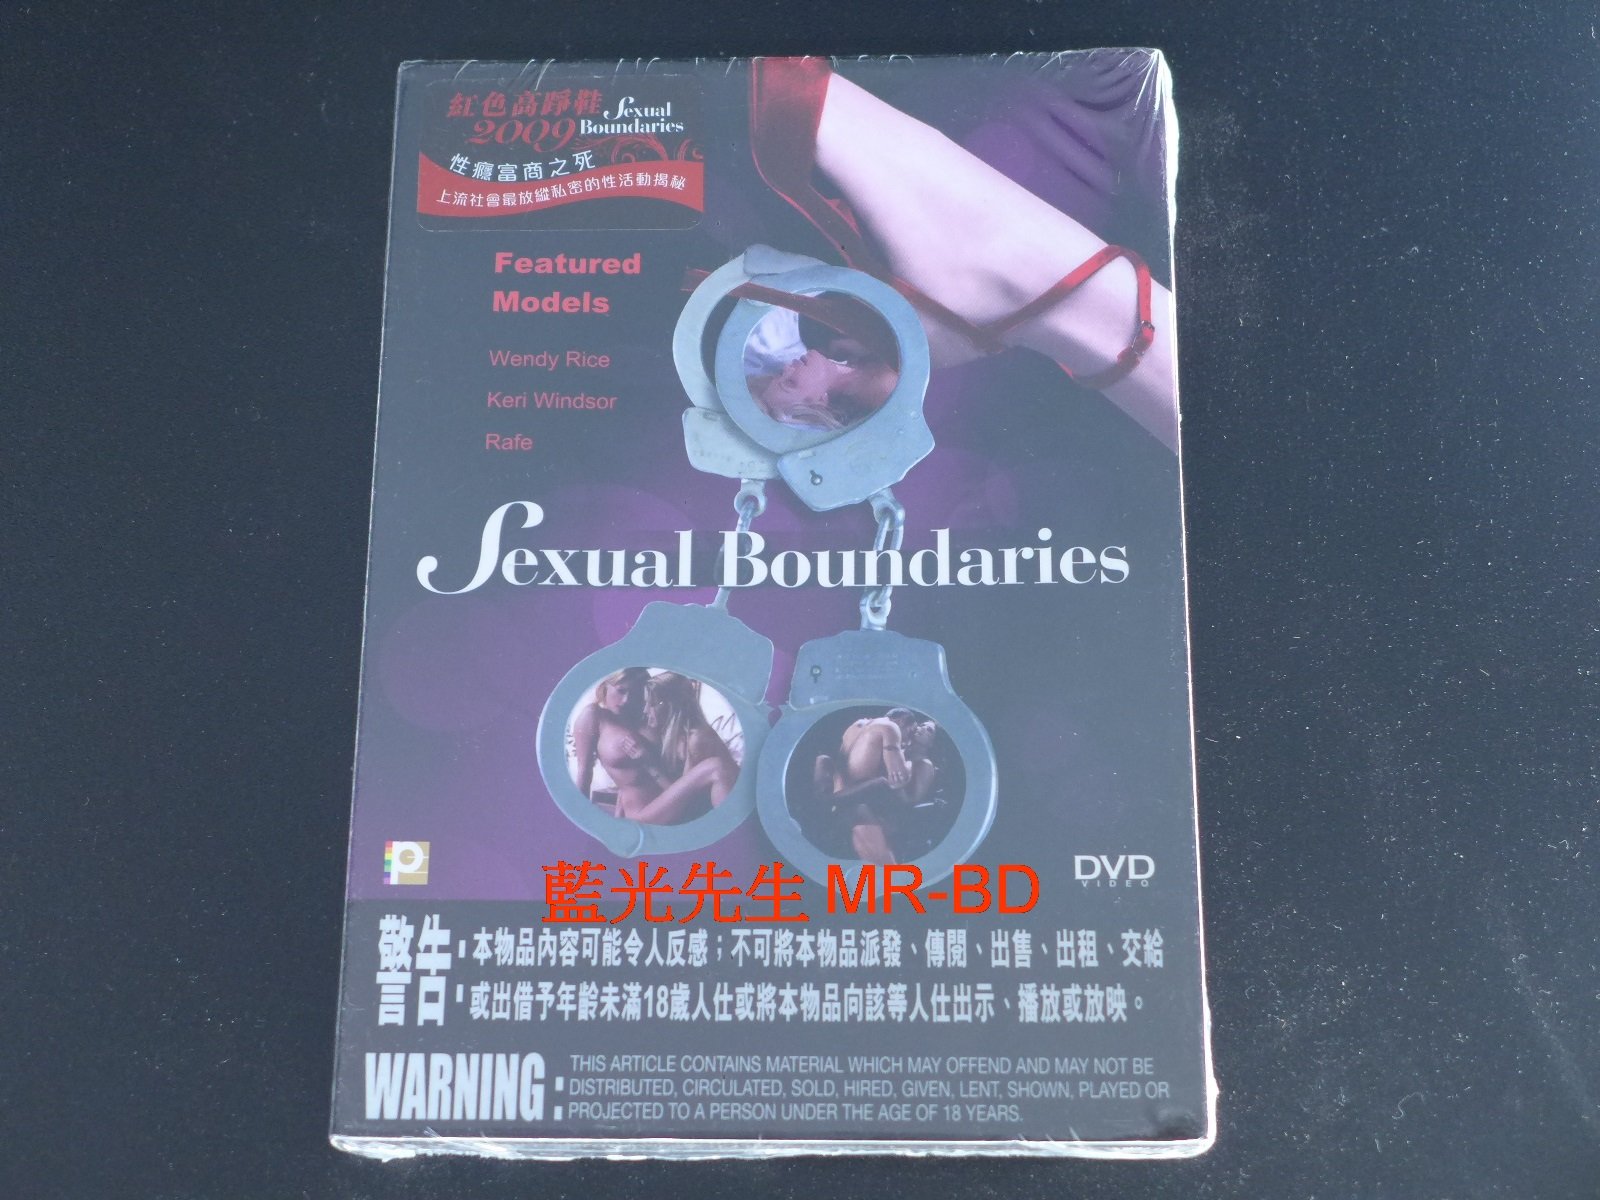 紅色高踭鞋
2009
Sexual
Boundaries
性癮富商之死
上流社會最放縱私密的性活動揭秘
Featured
Models
Wendy Rice
Keri Windsor
Rafe
Sexual Boundaries
DVD
VIDEO
藍光先生 MR-BD
警告：本物品內容可能令人反感；不可將本物品派發、傳閱、出售、出租、交給
或出借予年齡未滿18歲人仕或將本物品向該等人仕出示、播放或放映。
WARNING: THIS ARTICLE CONTAINS MATERIAL WHICH MAY OFFEND AND MAY NOT BE
DISTRIBUTED, CIRCULATED, SOLD, HIRED, GIVEN, LENT, SHOWN, PLAYED OR
PROJECTED TO A PERSON UNDER THE AGE OF 18 YEARS.